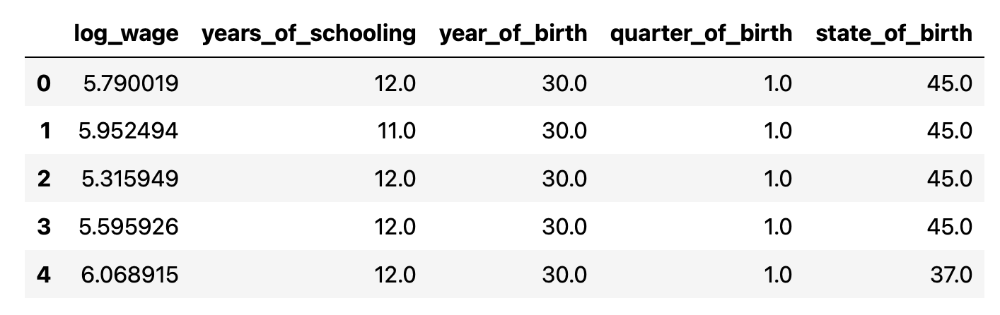 log_wage years_of_schooling year_of_birth quarter_of_birth state_of_birth
0 5.790019 12.0 30.0 1.0 45.0
1 5.952494 11.0 30.0 1.0 45.0
2 5.315949 12.0 30.0 1.0 45.0
3 5.595926 12.0 30.0 1.0 45.0
4 6.068915 12.0 30.0 1.0 37.0